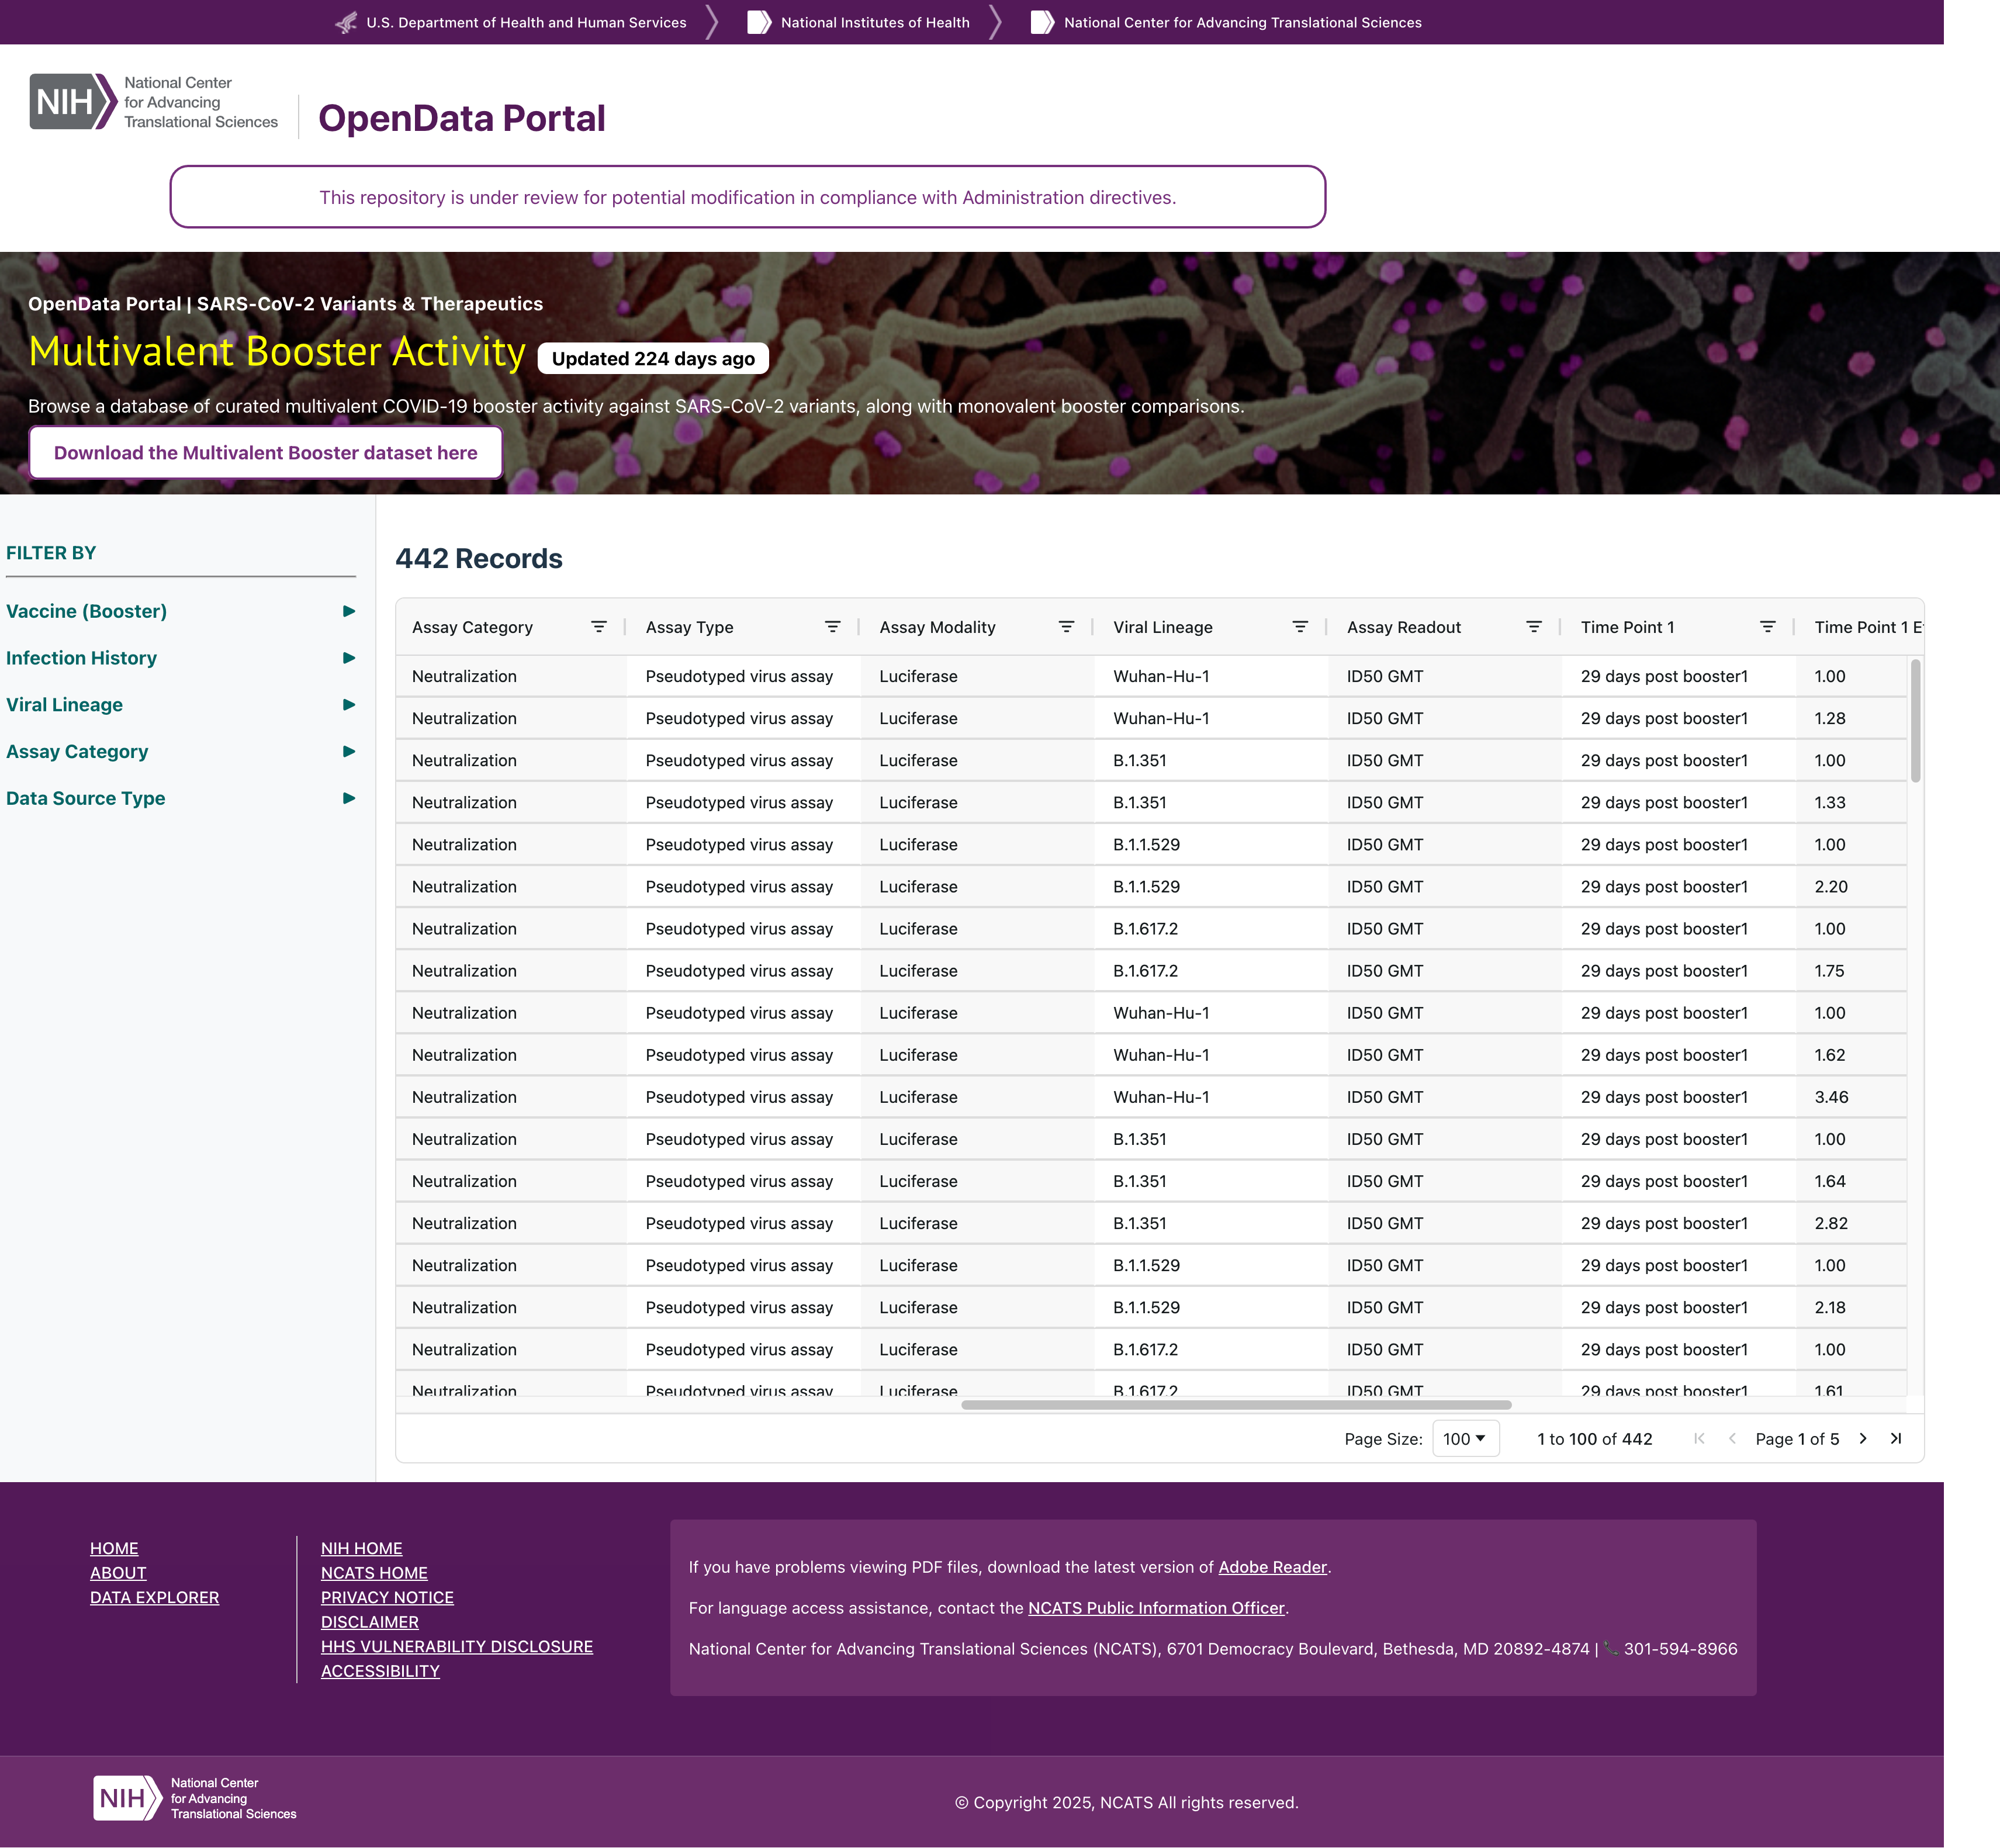 U.S. Department of Health and Human Services National Institutes of Health National Center for Advancing Translational Sciences
NIH
National Center
for Advancing
Translational Sciences
OpenData Portal
This repository is under review for potential modification in compliance with Administration directives.
OpenData Portal | SARS-CoV-2 Variants & Therapeutics
Multivalent Booster Activity Updated 224 days ago
Browse a database of curated multivalent COVID-19 booster activity against SARS-CoV-2 variants, along with monovalent booster comparisons.
Download the Multivalent Booster dataset here
FILTER BY
Vaccine (Booster)
Infection History
Viral Lineage
Assay Category
Data Source Type
442 Records
Assay Category Assay Type Assay Modality Viral Lineage Assay Readout Time Point 1 Time Point 1
Neutralization Pseudotyped virus assay Luciferase Wuhan-Hu-1 ID50 GMT 29 days post booster1 1.00
Neutralization Pseudotyped virus assay Luciferase Wuhan-Hu-1 ID50 GMT 29 days post booster1 1.28
Neutralization Pseudotyped virus assay Luciferase B.1.351 ID50 GMT 29 days post booster1 1.00
Neutralization Pseudotyped virus assay Luciferase B.1.351 ID50 GMT 29 days post booster1 1.33
Neutralization Pseudotyped virus assay Luciferase B.1.1.529 ID50 GMT 29 days post booster1 1.00
Neutralization Pseudotyped virus assay Luciferase B.1.1.529 ID50 GMT 29 days post booster1 2.20
Neutralization Pseudotyped virus assay Luciferase B.1.617.2 ID50 GMT 29 days post booster1 1.00
Neutralization Pseudotyped virus assay Luciferase B.1.617.2 ID50 GMT 29 days post booster1 1.75
Neutralization Pseudotyped virus assay Luciferase Wuhan-Hu-1 ID50 GMT 29 days post booster1 1.00
Neutralization Pseudotyped virus assay Luciferase Wuhan-Hu-1 ID50 GMT 29 days post booster1 1.62
Neutralization Pseudotyped virus assay Luciferase Wuhan-Hu-1 ID50 GMT 29 days post booster1 3.46
Neutralization Pseudotyped virus assay Luciferase B.1.351 ID50 GMT 29 days post booster1 1.00
Neutralization Pseudotyped virus assay Luciferase B.1.351 ID50 GMT 29 days post booster1 1.64
Neutralization Pseudotyped virus assay Luciferase B.1.351 ID50 GMT 29 days post booster1 2.82
Neutralization Pseudotyped virus assay Luciferase B.1.1.529 ID50 GMT 29 days post booster1 1.00
Neutralization Pseudotyped virus assay Luciferase B.1.1.529 ID50 GMT 29 days post booster1 2.18
Neutralization Pseudotyped virus assay Luciferase B.1.617.2 ID50 GMT 29 days post booster1 1.00
Neutralization Pseudotyped virus assay Luciferase B.1.617.2 ID50 GMT 29 days post booster1 1.61
Page Size: 100 1 to 100 of 442 Page 1 of 5
HOME
ABOUT
DATA EXPLORER
NIH HOME
NCATS HOME
PRIVACY NOTICE
DISCLAIMER
HHS VULNERABILITY DISCLOSURE
ACCESSIBILITY
If you have problems viewing PDF files, download the latest version of Adobe Reader.
For language access assistance, contact the NCATS Public Information Officer.
National Center for Advancing Translational Sciences (NCATS), 6701 Democracy Boulevard, Bethesda, MD 20892-4874 | 301-594-8966
NIH
National Center
for Advancing
Translational Sciences
© Copyright 2025, NCATS All rights reserved.